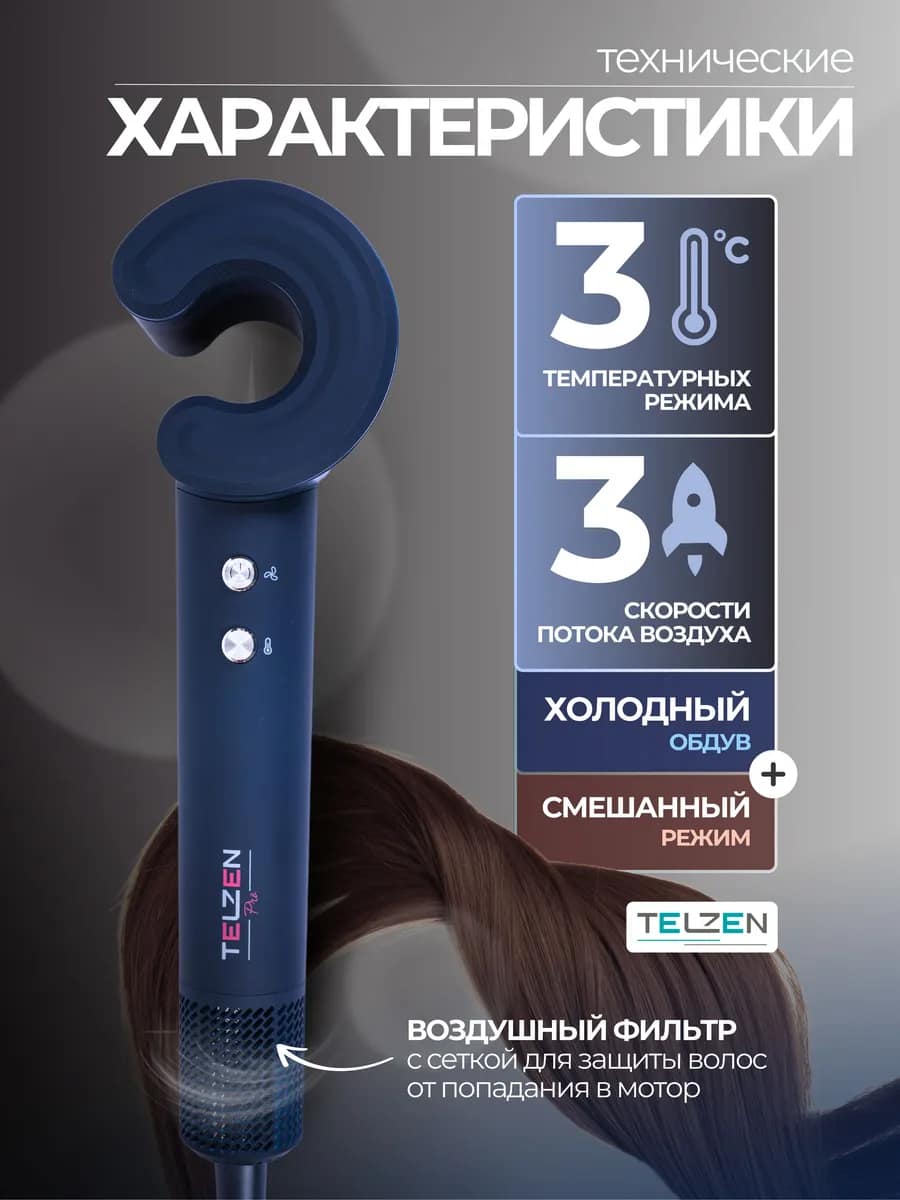 технические
ХАРАКТЕРИСТИКИ
3 °C
ТЕМПЕРАТУРНЫХ
РЕЖИМА
3
СКОРОСТИ
ПОТОКА ВОЗДУХА
ХОЛОДНЫЙ
ОБДУВ
+
СМЕШАННЫЙ
РЕЖИМ
TELZEN
Pro
TELZEN
ВОЗДУШНЫЙ ФИЛЬТР
с сеткой для защиты волос
от попадания в мотор